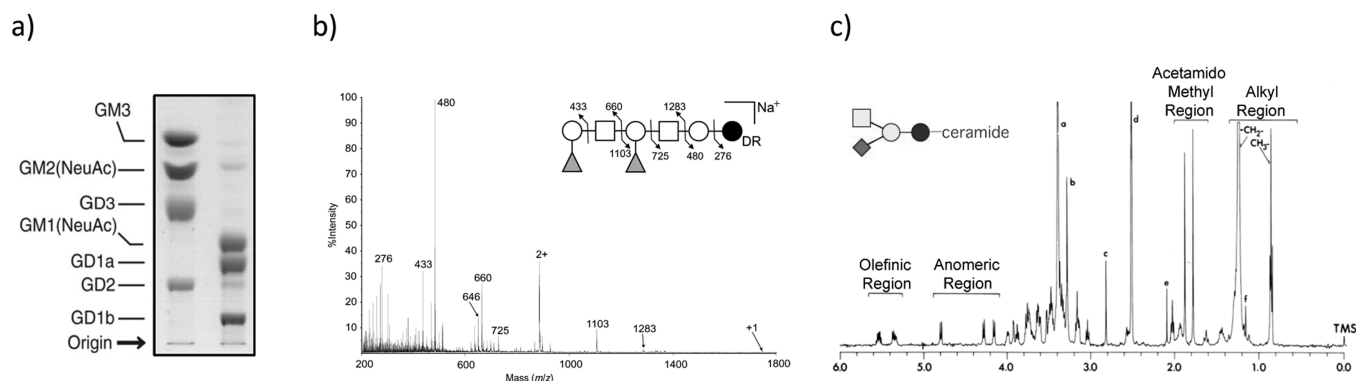 a)
GM3
GM2(NeuAc)
GD3
GM1(NeuAc)
GD1a
GD2
GD1b
Origin
b)
100
90
80
70
60
50
40
30
20
10
%Intensity
480
276
433
646
660
725
2+
1103
1283
+1
433
660
1283
Na+
DR
1103
725
480
276
200
600
1000
1400
1800
Mass (m/z)
c)
ceramide
Acetamido
Methyl
Region
Alkyl
Region
-CH2-
CH3-
Olefinic
Region
Anomeric
Region
a
b
c
d
e
f
TMS
6.0
5.0
4.0
3.0
2.0
1.0
0.0